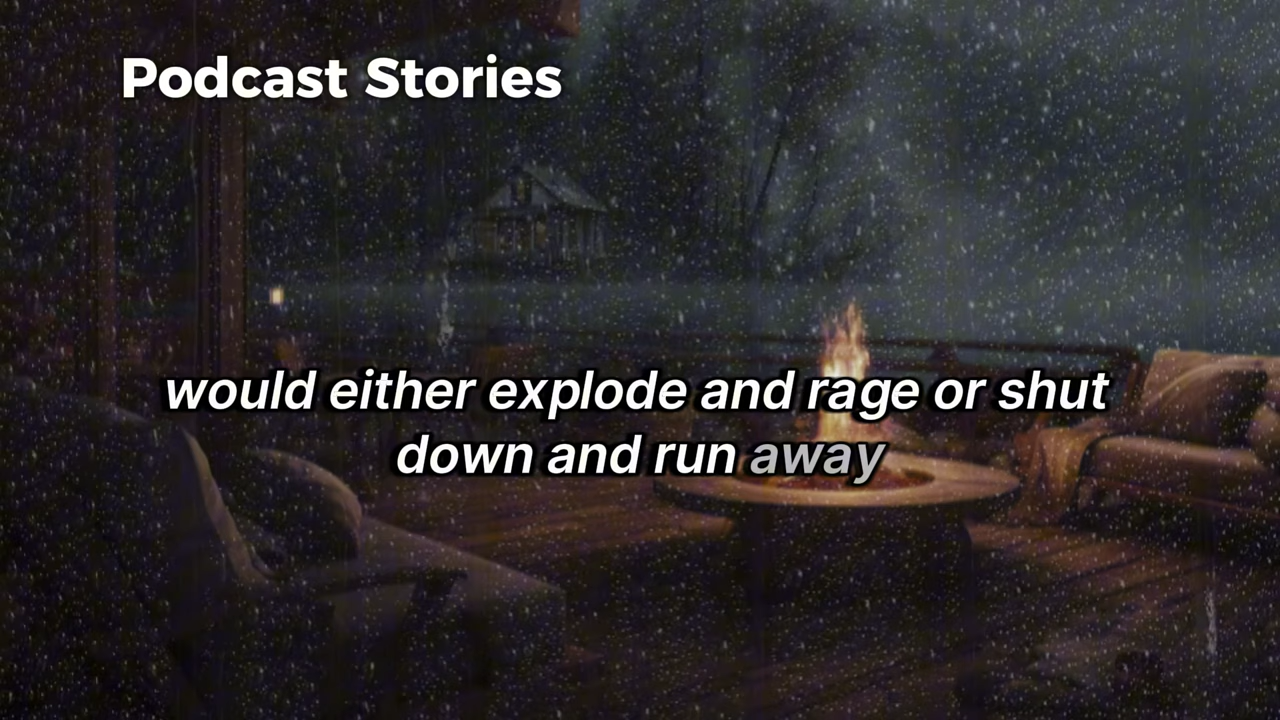 Podcast Stories
would either explode and rage or shut
down and run away